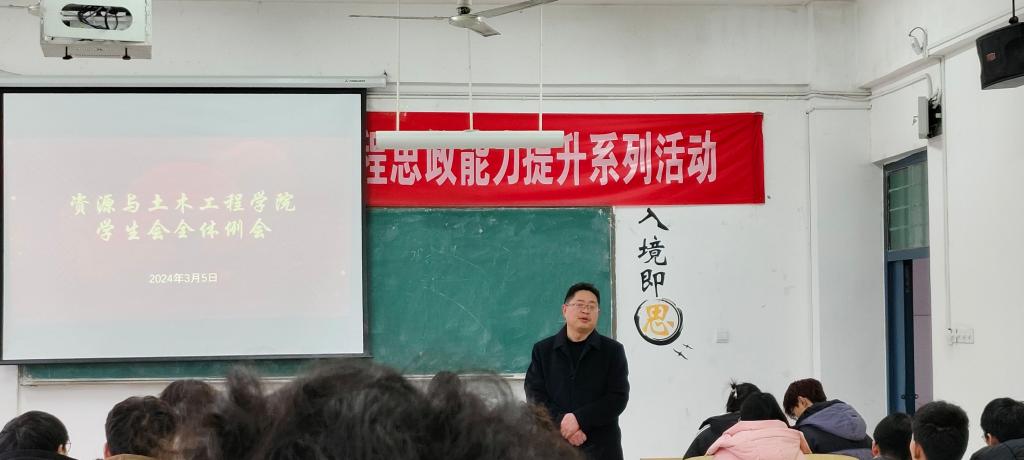 资源与土木工程学院
学生会全体例会
2024年3月5日
程思政能力提升系列活动
入
境
即
思